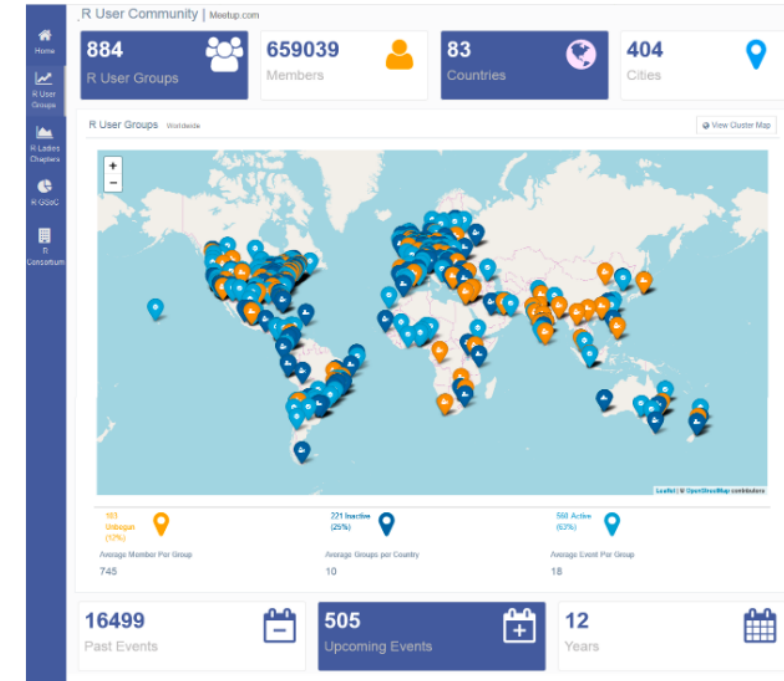 R User Community | Meetup.com
Home
R User
Groups
R-Ladies
Chapters
R-GSoC
R
Consortium
884
R User Groups
659039
Members
83
Countries
404
Cities
R User Groups Worldwide
View Cluster Map
+
−
Leaflet | © OpenStreetMap contributors
103
Unbegun
(12%)
221 Inactive
(25%)
560 Active
(63%)
Average Member Per Group
745
Average Groups per Country
10
Average Event Per Group
18
16499
Past Events
505
Upcoming Events
12
Years